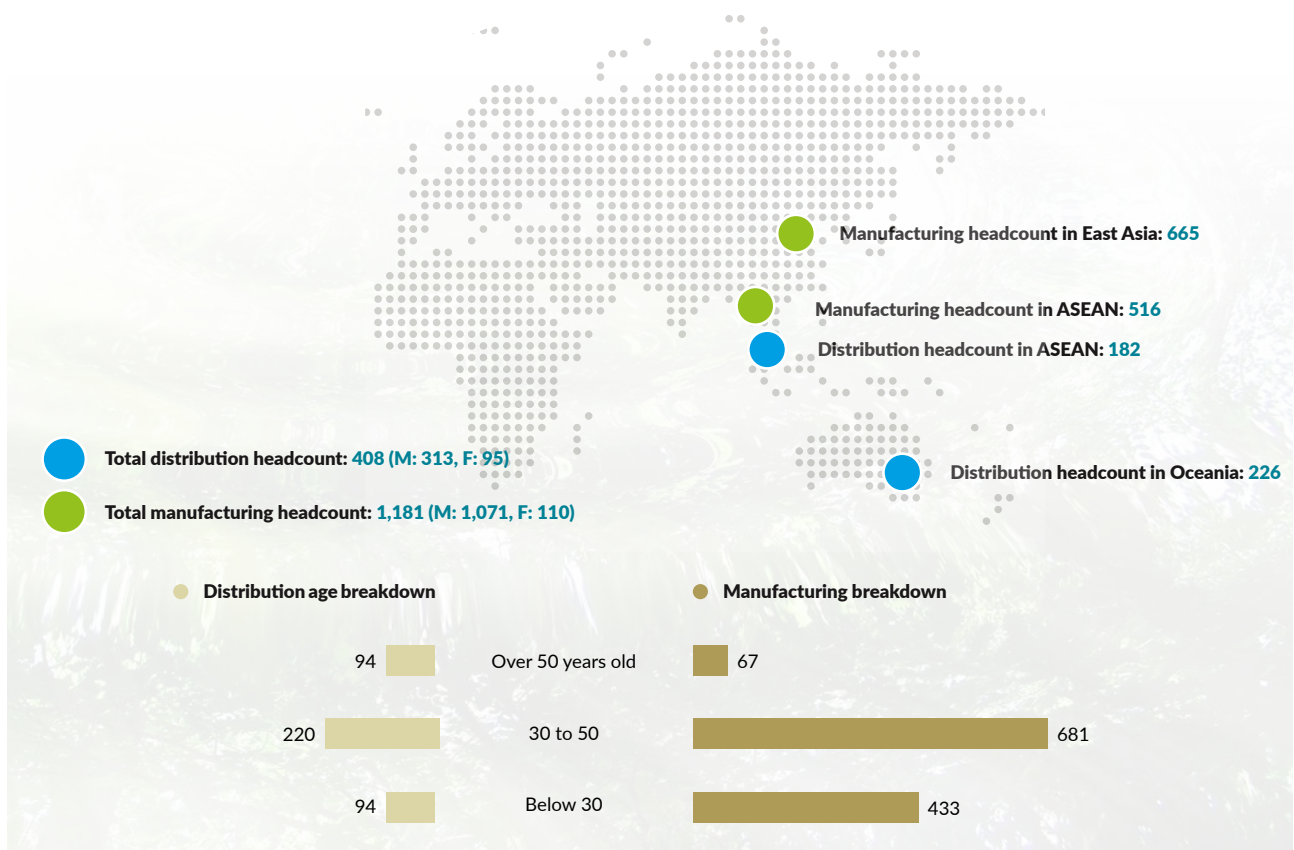 Manufacturing headcount in East Asia: 665
Manufacturing headcount in ASEAN: 516
Distribution headcount in ASEAN: 182
Total distribution headcount: 408 (M: 313, F: 95)
Distribution headcount in Oceania: 226
Total manufacturing headcount: 1,181 (M: 1,071, F: 110)
Distribution age breakdown
Manufacturing breakdown
94 Over 50 years old 67
220 30 to 50 681
94 Below 30 433